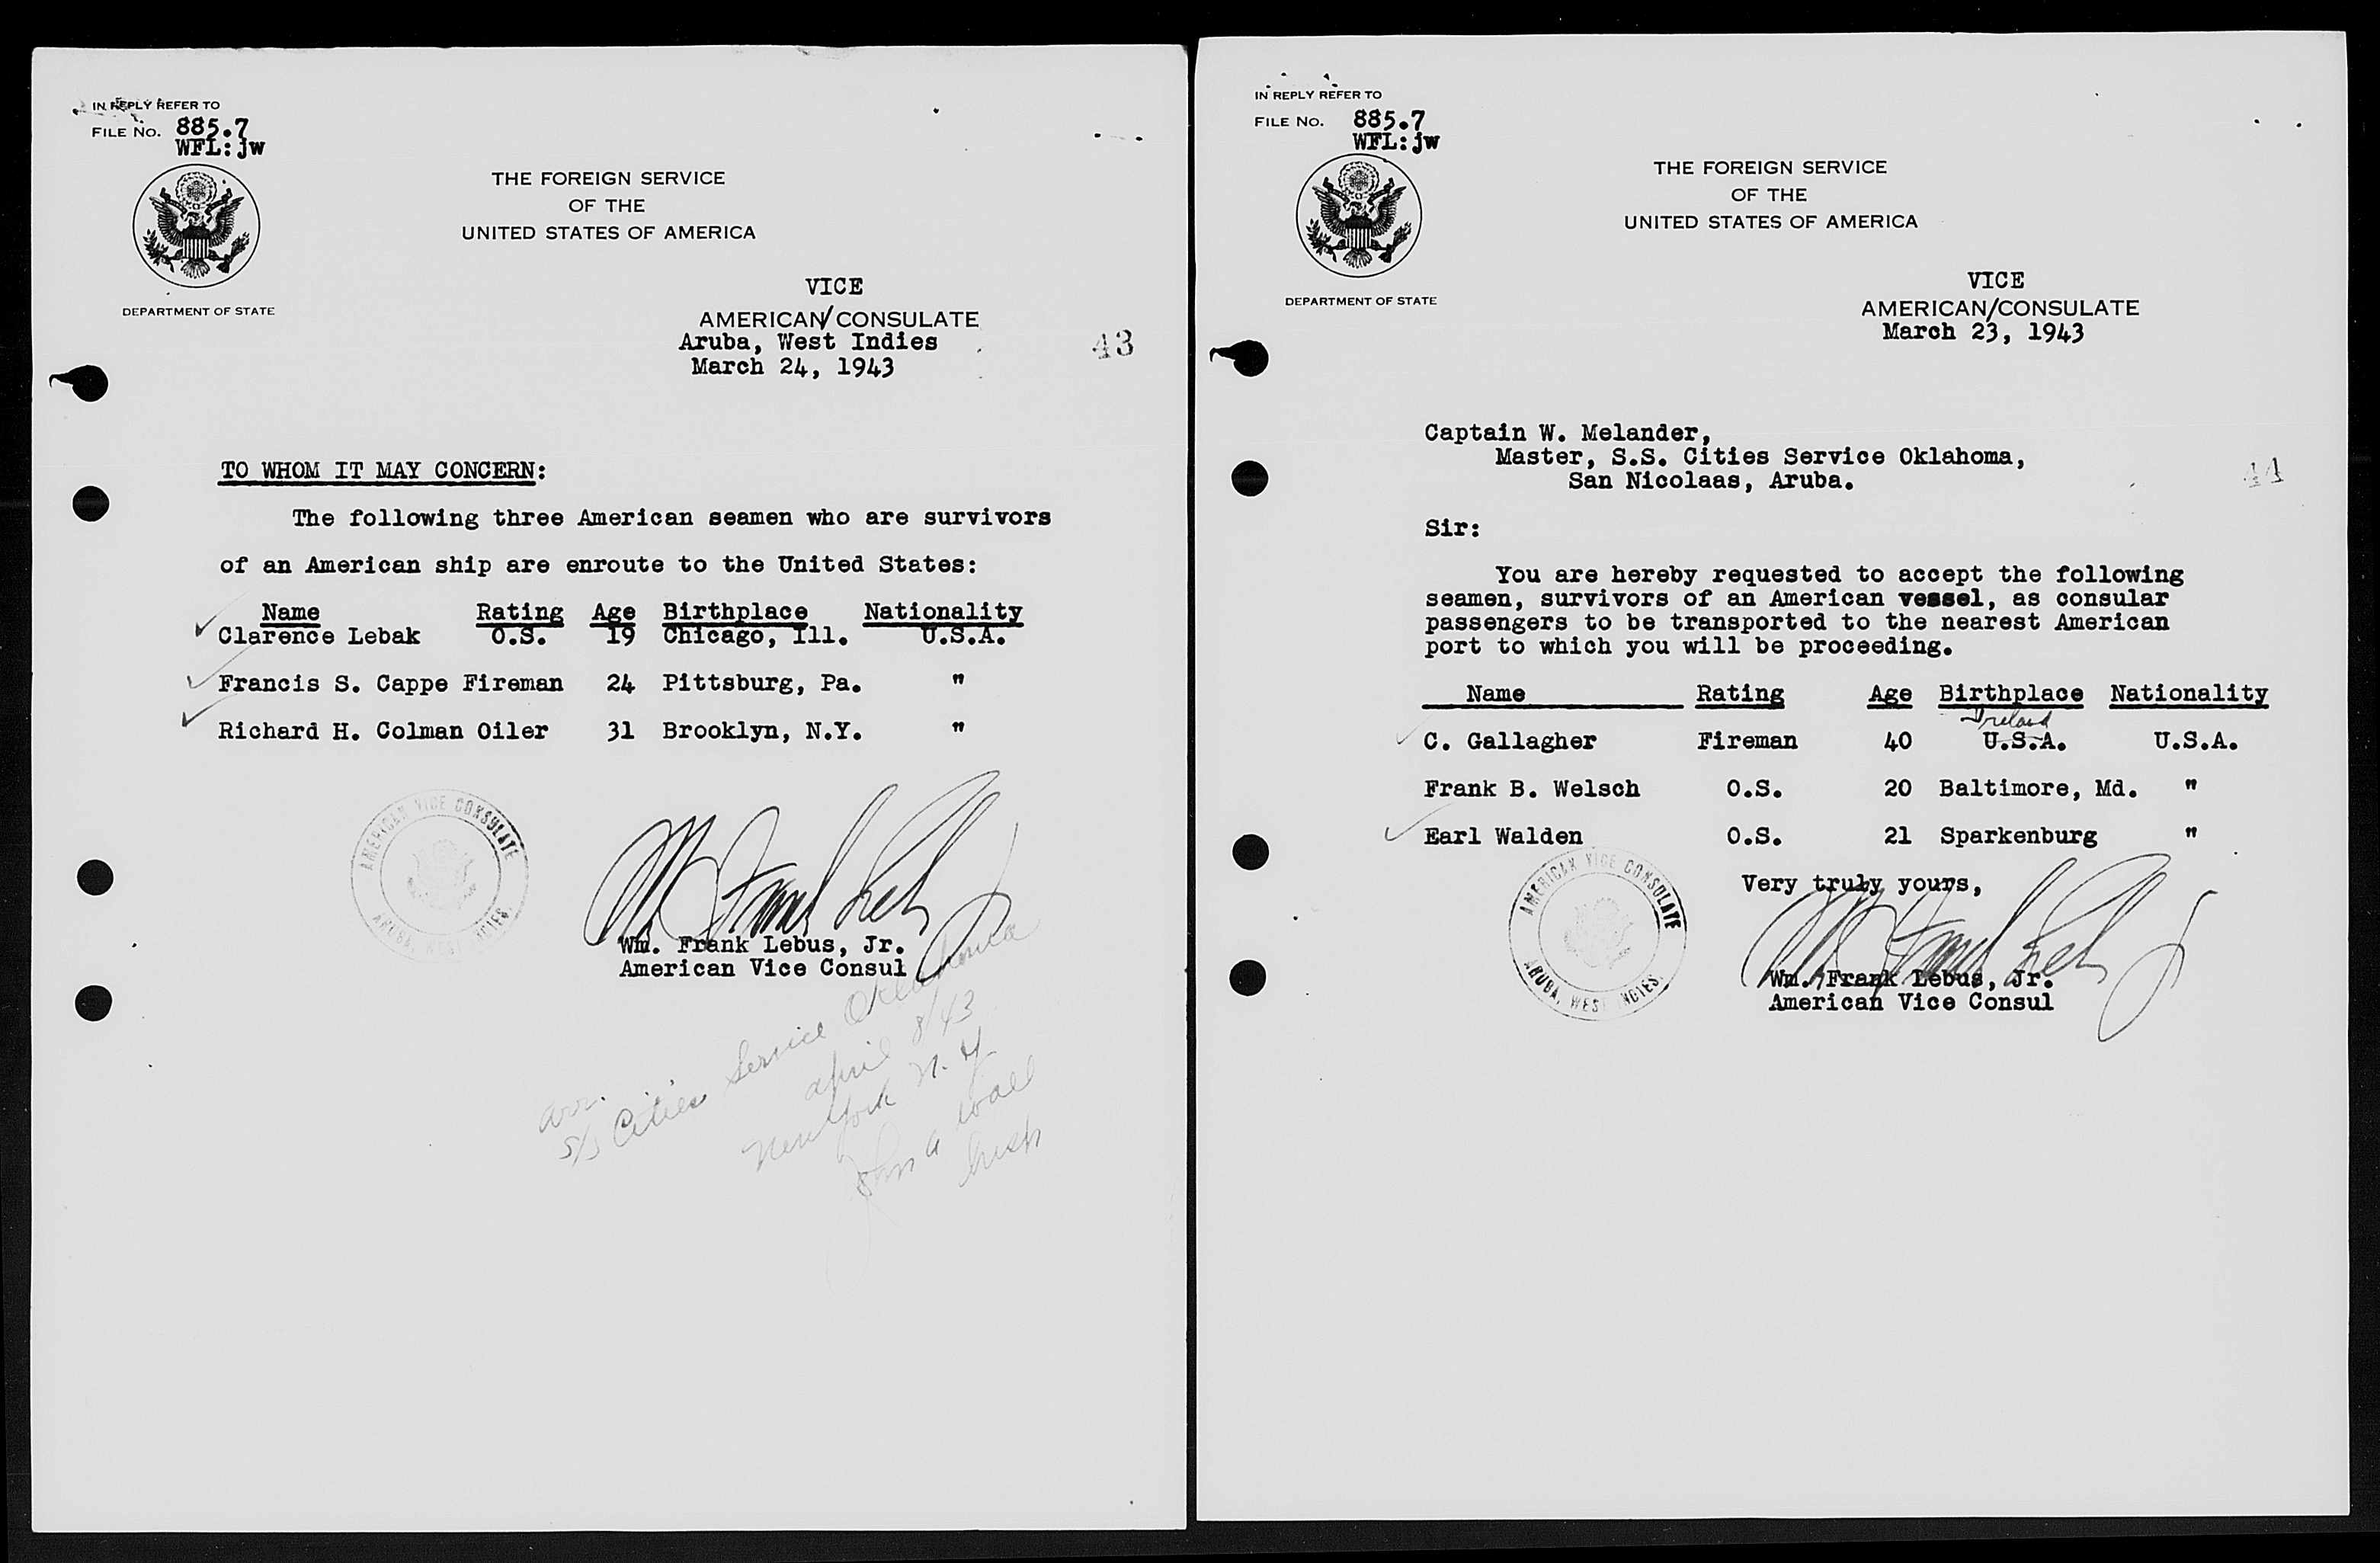 IN REPLY REFER TO
FILE No. 885.7
WFL:jw
THE FOREIGN SERVICE
OF THE
UNITED STATES OF AMERICA
DEPARTMENT OF STATE
VICE
AMERICAN/CONSULATE
Aruba, West Indies
March 24, 1943
43
TO WHOM IT MAY CONCERN:
The following three American seamen who are survivors
of an American ship are enroute to the United States:
Name Rating Age Birthplace Nationality
Clarence Lebak O.S. 19 Chicago, Ill. U.S.A.
Francis S. Cappe Fireman 24 Pittsburg, Pa. "
Richard H. Colman Oiler 31 Brooklyn, N.Y. "
AMERICAN VICE CONSULATE
ARUBA, WEST INDIES.
Wm. Frank Lebus, Jr.
American Vice Consul
arr.
S/S Cities Service Oklahoma
april 8/43
New York N.Y.
John A
IN REPLY REFER TO
FILE No. 885.7
WFL:jw
THE FOREIGN SERVICE
OF THE
UNITED STATES OF AMERICA
DEPARTMENT OF STATE
VICE
AMERICAN/CONSULATE
March 23, 1943
Captain W. Melander,
Master, S.S. Cities Service Oklahoma,
San Nicolaas, Aruba.
44
Sir:
You are hereby requested to accept the following
seamen, survivors of an American vessel, as consular
passengers to be transported to the nearest American
port to which you will be proceeding.
Name Rating Age Birthplace Nationality
Ireland
C. Gallagher Fireman 40 U.S.A. U.S.A.
Frank B. Welsch O.S. 20 Baltimore, Md. "
Earl Walden O.S. 21 Sparkenburg "
AMERICAN VICE CONSULATE
ARUBA, WEST INDIES.
Very truly yours,
Wm. Frank Lebus, Jr.
American Vice Consul